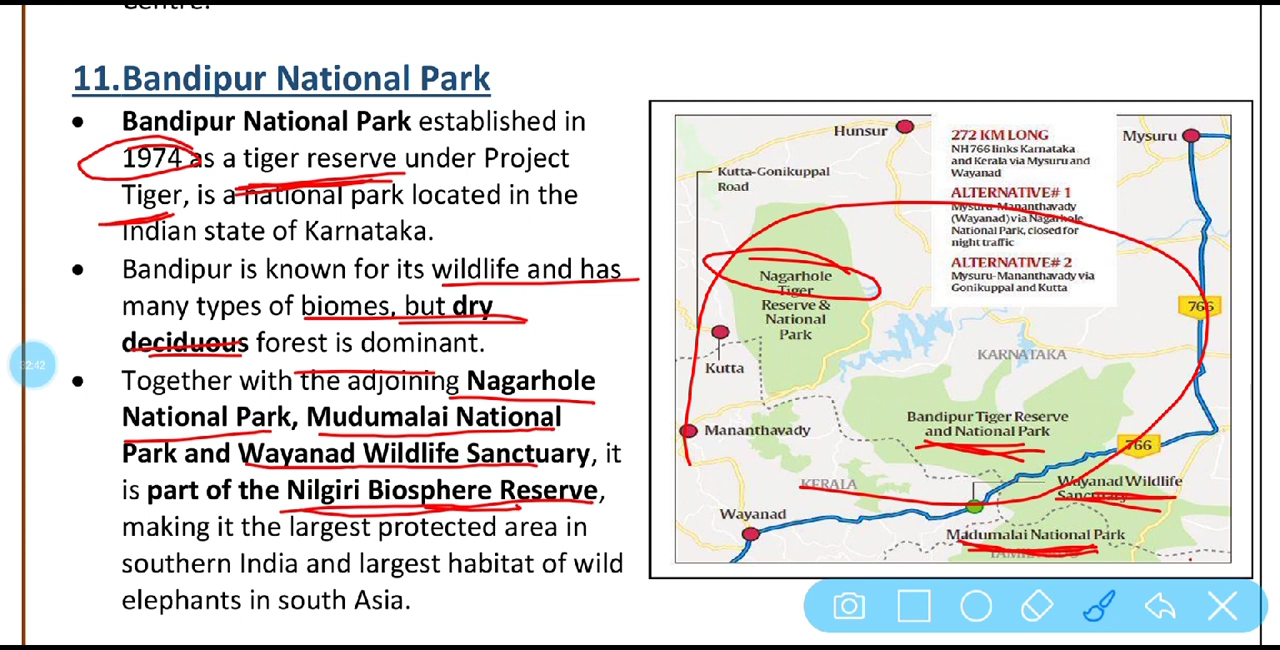 Centre.
11.Bandipur National Park
• Bandipur National Park established in
1974 as a tiger reserve under Project
Tiger, is a national park located in the
Indian state of Karnataka.
• Bandipur is known for its wildlife and has
many types of biomes, but dry
deciduous forest is dominant.
• Together with the adjoining Nagarhole
National Park, Mudumalai National
Park and Wayanad Wildlife Sanctuary, it
is part of the Nilgiri Biosphere Reserve,
making it the largest protected area in
southern India and largest habitat of wild
elephants in south Asia.
Hunsur
272 KM LONG
NH766 links Karnataka
and Kerala via Mysuru and
Wayanad
ALTERNATIVE# 1
Mysuru-Mananthavady
(Wayanad) via Nagarhole
National Park, closed for
night traffic
ALTERNATIVE# 2
Mysuru-Mananthavady via
Gonikuppal and Kutta
Mysuru
Kutta-Gonikuppal
Road
Nagarhole
Tiger
Reserve &
National
Park
766
Kutta
KARNATAKA
Bandipur Tiger Reserve
and National Park
Mananthavady
766
KERALA
Wayanad Wildlife
Sanctuary
Wayanad
Madumalai National Park
TAMIL NADU
02:42